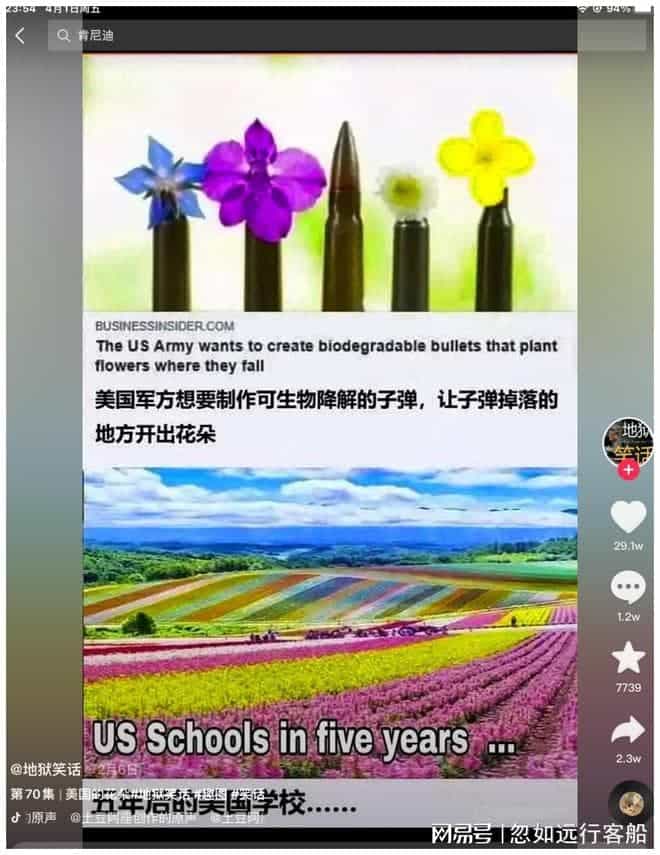 23:54 4月1日周五
94%
肯尼迪
BUSINESSINSIDER.COM
The US Army wants to create biodegradable bullets that plant
flowers where they fall
美国军方想要制作可生物降解的子弹，让子弹掉落的
地方开出花朵
地狱
笑话
29.1w
1.2w
7739
2.3w
US Schools in five years ...
@地狱笑话 2月6日
第70集 | 美国的花朵#地狱笑话 #趣图 #笑话
五年后的美国学校......
原声 @土豆阿座创作的原声 @土豆阿
网易号 | 忽如远行客船